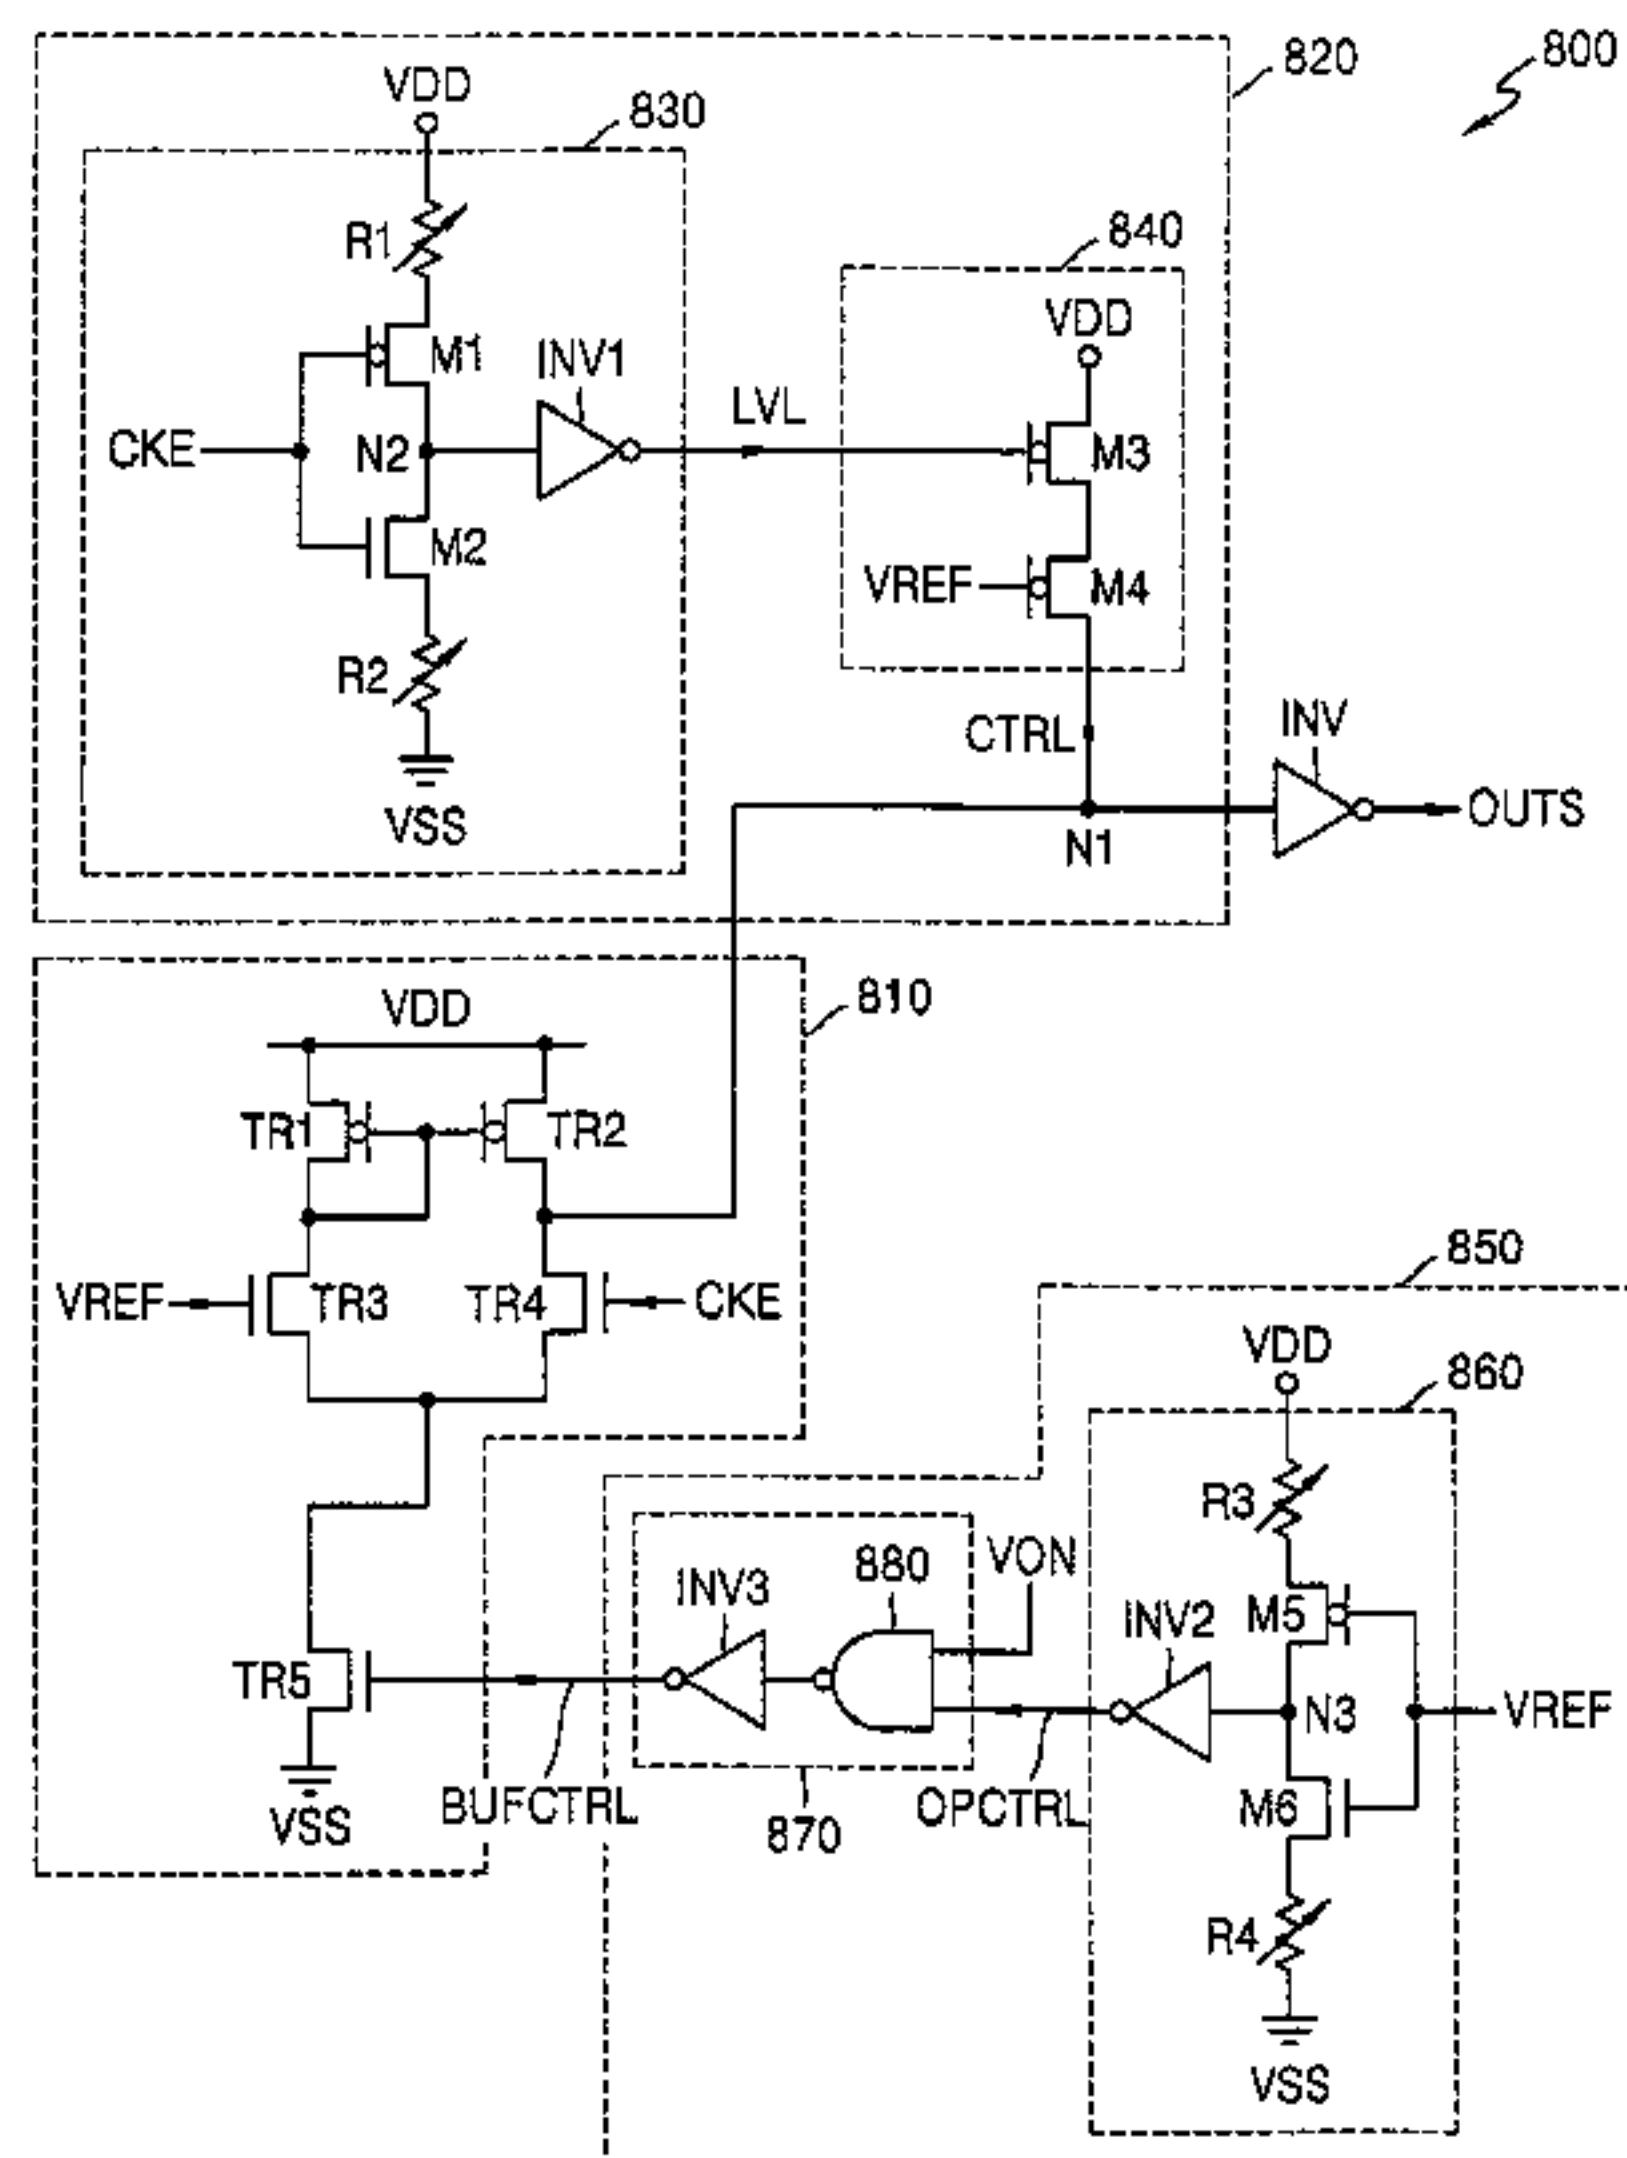 800
820
VDD
830
R1
840
VDD
M1
INV1
CKE
N2
LVL
M3
M2
VREF
M4
R2
CTRL
INV
VSS
N1
OUTS
VDD
810
TR1
TR2
VREF
TR3
TR4
CKE
850
VDD
860
R3
VON
880
INV3
INV2
M5
TR5
N3
VREF
BUFCTRL
OPCTRL
M6
VSS
870
R4
VSS